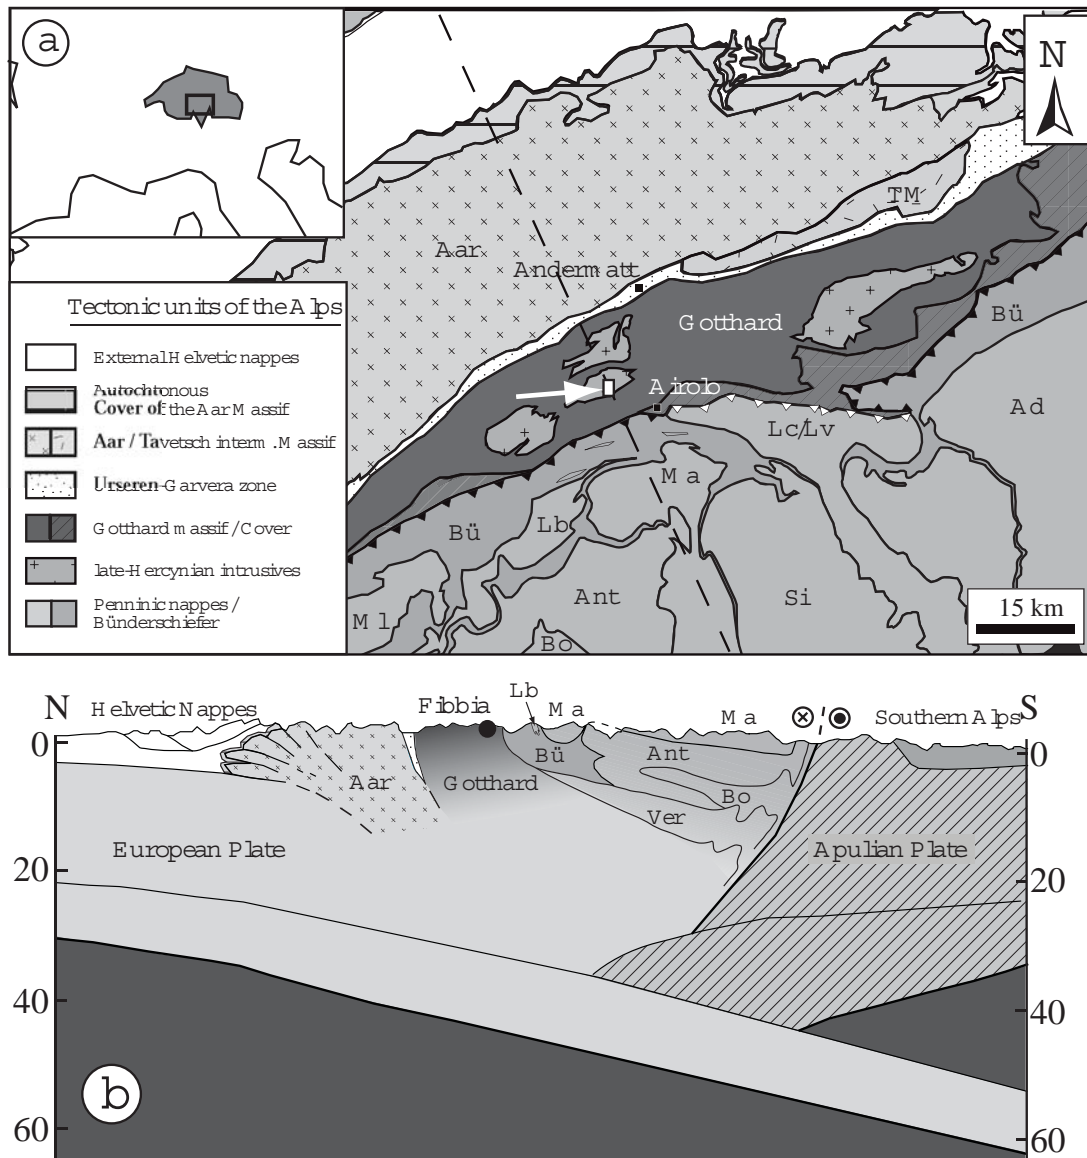 a
N
TM
Aar
Andermatt
Gotthard
Bü
Tectonic units of the Alps
External Helvetic nappes
Autochtonous
Cover of the Aar Massif
Aar / Tavetsch interm. Massif
Urseren-Garvera zone
Gotthard massif/Cover
late-Hercynian intrusives
Penninic nappes /
Bünderschiefer
Airolo
Ad
Lc/Lv
Ma
Bü
Lb
Ant
Si
Ml
Bo
15 km
N
Helvetic Nappes
Fibbia
Lb
Ma
Ma
Southern Alps
S
0
0
Aar
Gotthard
Bü
Ant
Bo
Ver
European Plate
Apulian Plate
20
20
40
40
b
60
60